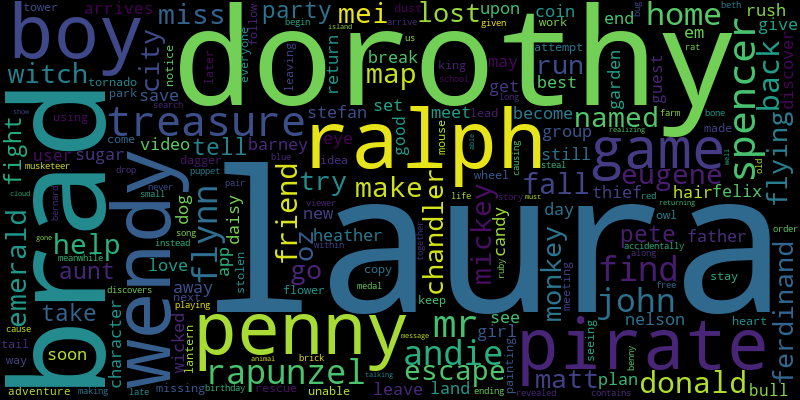 boy
dorothy
laura
brad
wendy
penny
ralph
pirate
game
treasure
spencer
rapunzel
andie
mr
chandler
mickey
friend
flynn
witch
miss
mei
lost
map
run
home
named
back
flying
eugene
fall
find
john
pete
monkey
matt
donald
ferdinand
bull
escape
make
try
go
oz
tell
help
fight
emerald
aunt
take
soon
city
party
arrives
save
video
sugar
user
barney
stefan
dagger
eye
idea
set
good
meet
lead
become
group
still
best
get
may
break
upon
coin
work
end
em
give
rush
discover
guest
garden
return
leaving
follow
everyone
notice
later
tower
tornado
park
using
come
musketeer
dog
daisy
app
love
heather
viewer
new
copy
medal
flower
stolen
away
next
playing
wicked
lantern
character
cause
tail
way
adventure
making
late
missing
birthday
rescue
unable
leave
land
ending
keep
see
girl
candy
ruby
day
owl
thief
red
hair
felix
father
nelson
stay
heart
order
plan
painting
meeting
seeing
accidentally
along
free
returning
realizing
causing
steal
mouse
wheel
life
story
must
together
within
message
brick
animal
talking
revealed
contains
benny
puppet
pair
song
instead
small
never
drop
discovers
meanwhile
gone
cloud
shoe
bernard
search
blue
dust
arrive
begin
island
us
given
king
school
attempt
long
rat
bug
beth
farm
bone
made
old
able